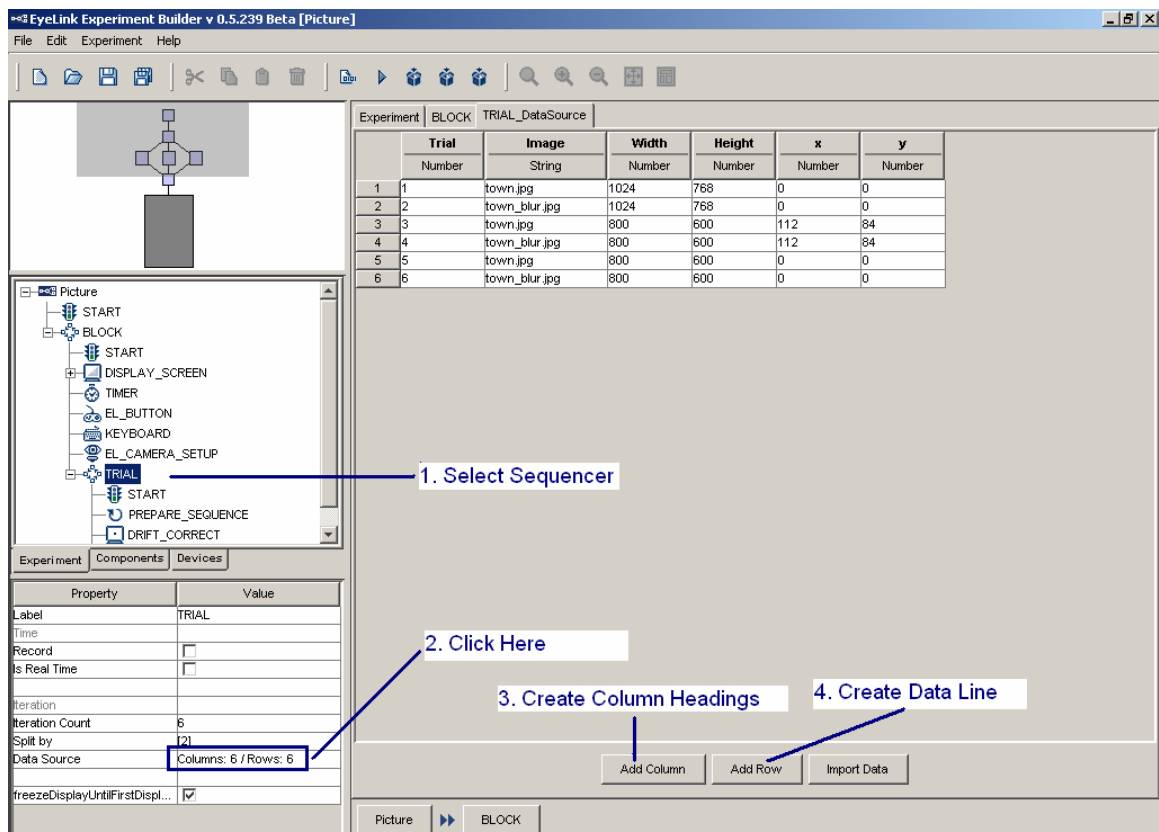 EyeLink Experiment Builder v 0.5.239 Beta [Picture]
File Edit Experiment Help
Experiment BLOCK TRIAL_DataSource
Trial Image Width Height x y
Number String Number Number Number Number
1 1 town.jpg 1024 768 0 0
2 2 town_blur.jpg 1024 768 0 0
3 3 town.jpg 800 600 112 84
4 4 town_blur.jpg 800 600 112 84
5 5 town.jpg 800 600 0 0
6 6 town_blur.jpg 800 600 0 0
Picture
START
BLOCK
START
DISPLAY_SCREEN
TIMER
EL_BUTTON
KEYBOARD
EL_CAMERA_SETUP
TRIAL
START
PREPARE_SEQUENCE
DRIFT_CORRECT
1. Select Sequencer
Experiment Components Devices
Property Value
Label TRIAL
Time
Record
Is Real Time
Iteration
Iteration Count 6
Split by [2]
Data Source Columns: 6 / Rows: 6
freezeDisplayUntilFirstDispl...
2. Click Here
3. Create Column Headings
4. Create Data Line
Add Column Add Row Import Data
Picture BLOCK